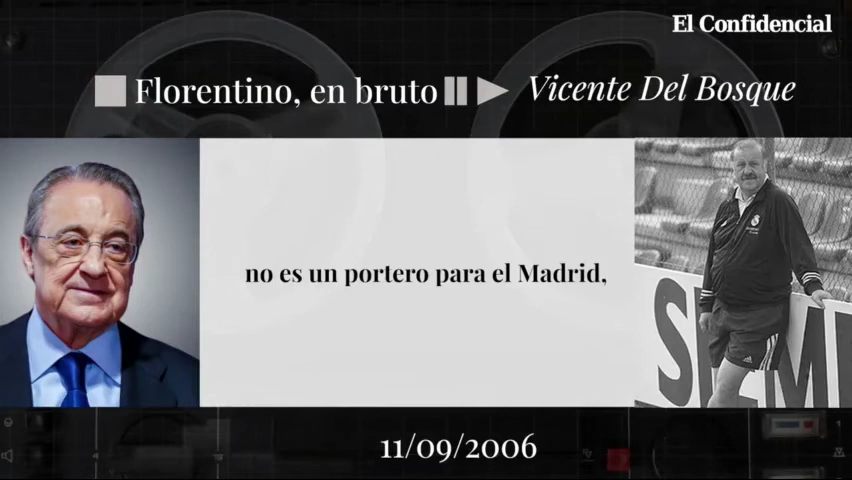 El Confidencial
Florentino, en bruto
Vicente Del Bosque
no es un portero para el Madrid,
11/09/2006